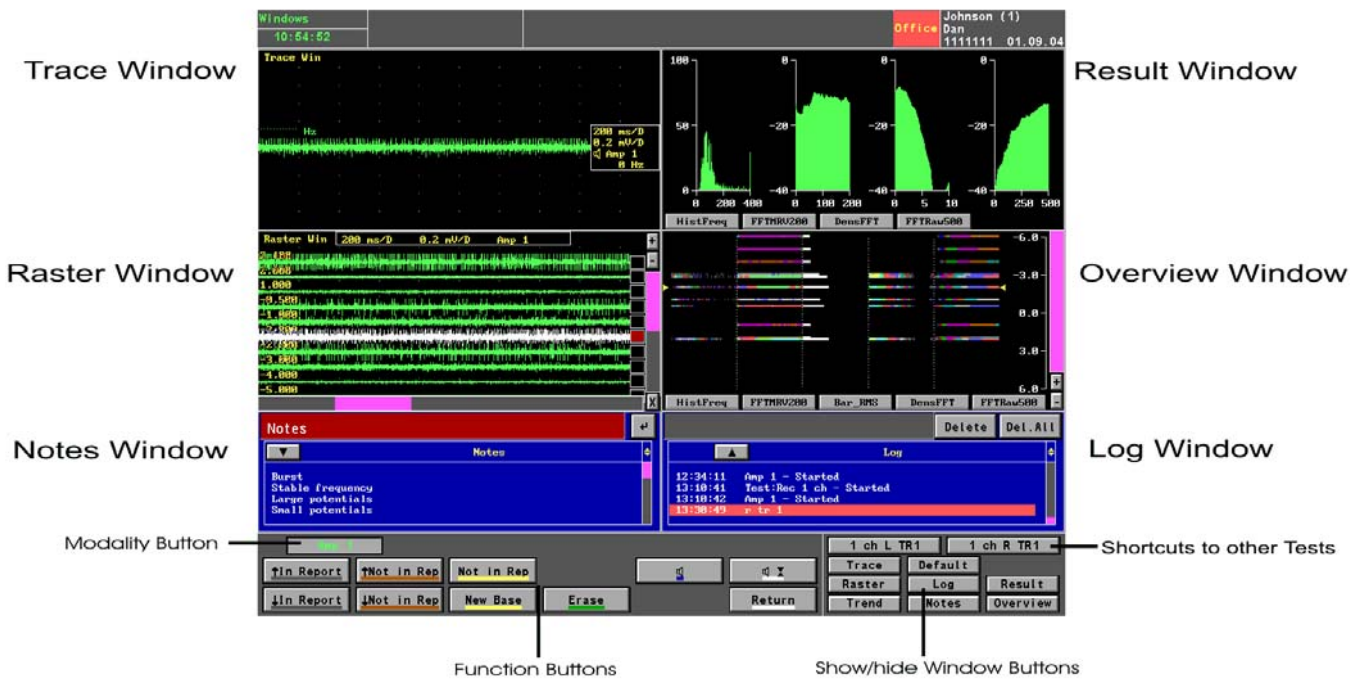 Windows
10:54:52
Office
Johnson (1)
Dan
1111111 01.09.04
Trace Window
Trace Win
Hz
200 ms/D
0.2 mV/D
Amp 1
0 Hz
Result Window
100
50
0
0
-20
-40
0
-20
-40
0
-20
-40
0 200 400
0 100 200
0 5 10
0 250 500
HistFreq FFTMRV200 DensFFT FFTRaw500
Raster Window
Raster Win 200 ms/D 0.2 mV/D Amp 1
+
-
2.000
1.000
-0.500
-1.000
-3.000
-4.000
-5.000
X
Overview Window
-6.0
-3.0
0.0
3.0
6.0
+
-
HistFreq FFTMRV200 Bar_RMS DensFFT FFTRaw500
Notes Window
Notes
Notes
Burst
Stable frequency
Large potentials
Small potentials
Log Window
Delete Del.All
Log
12:34:11 Amp 1 - Started
13:10:41 Test:Rec 1 ch - Started
13:10:42 Amp 1 - Started
13:30:49 r tr 1
Modality Button
Amp 1
↑In Report ↑Not in Rep Not in Rep
↓In Report ↓Not in Rep New Base Erase
Return
1 ch L TR1 1 ch R TR1
Trace Default
Raster Log Result
Trend Notes Overview
Shortcuts to other Tests
Function Buttons
Show/hide Window Buttons